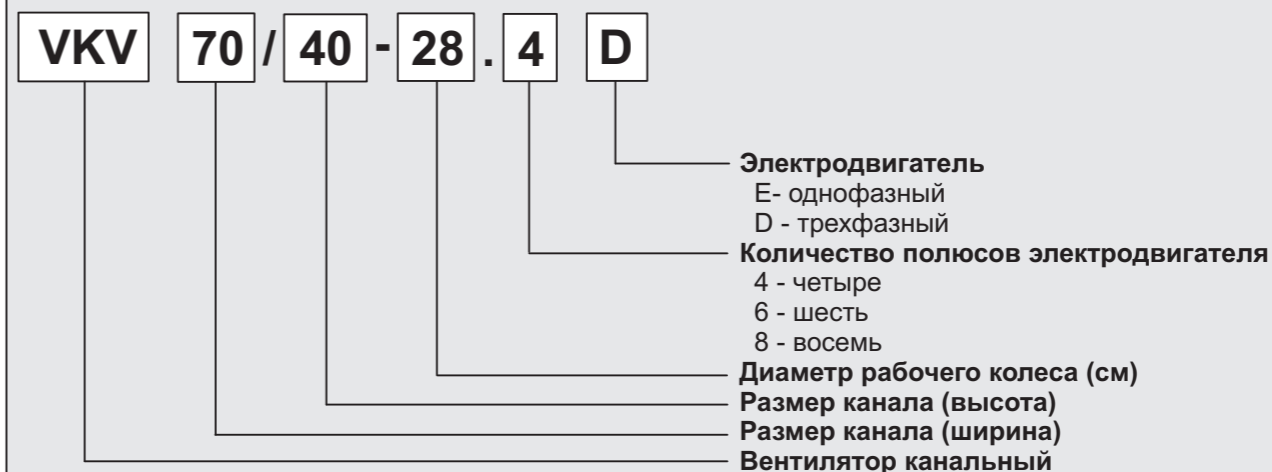 VKV 70 / 40 - 28 . 4 D
Электродвигатель
E- однофазный
D - трехфазный
Количество полюсов электродвигателя
4 - четыре
6 - шесть
8 - восемь
Диаметр рабочего колеса (см)
Размер канала (высота)
Размер канала (ширина)
Вентилятор канальный